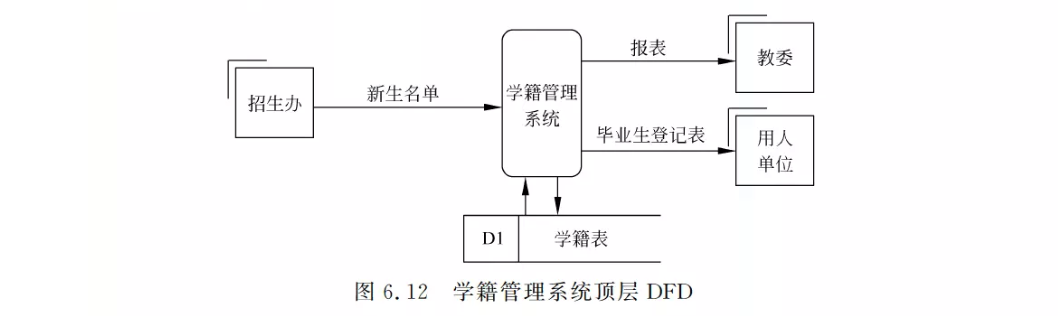 报表
教委
新生名单
招生办
学籍管理
系统
毕业生登记表
用人
单位
D1
学籍表
图 6.12 学籍管理系统顶层 DFD